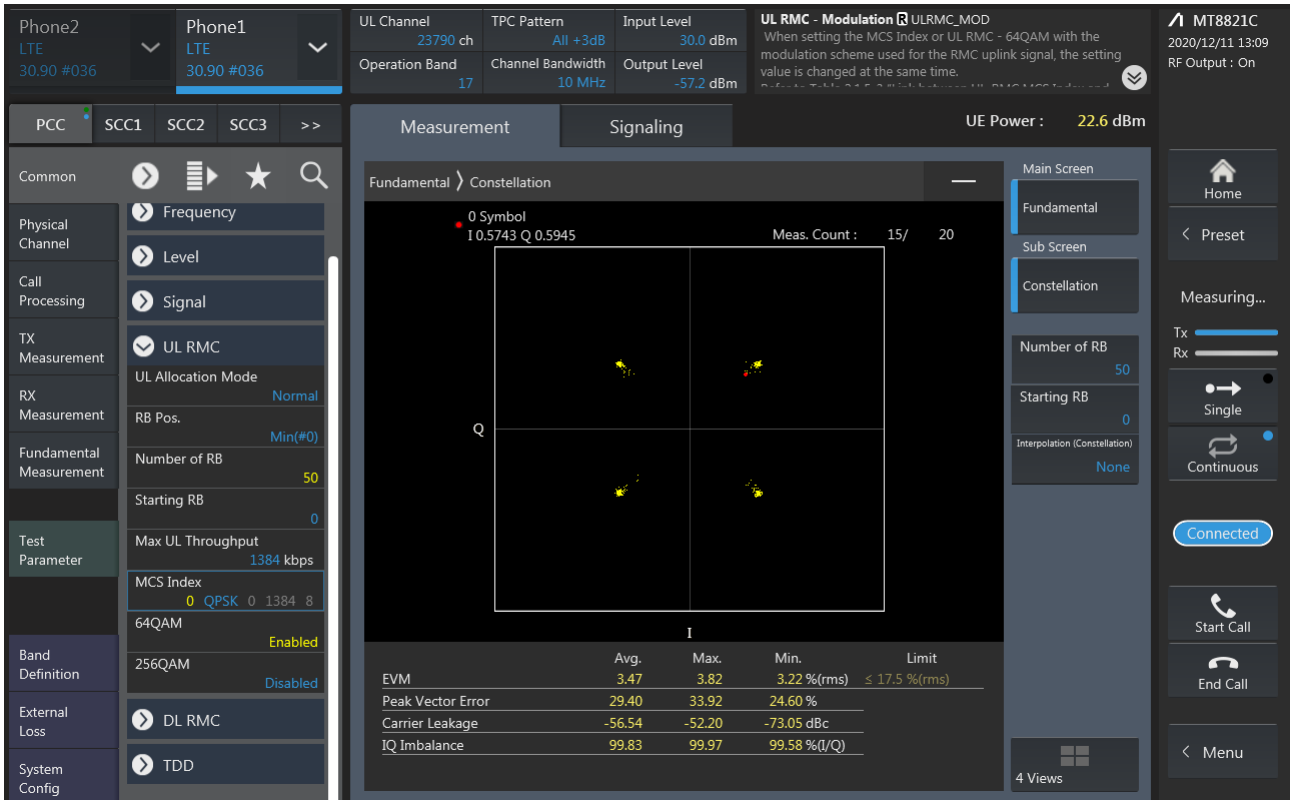 Phone2
LTE
30.90 #036
Phone1
LTE
30.90 #036
UL Channel
23790 ch
TPC Pattern
All +3dB
Input Level
30.0 dBm
Operation Band
17
Channel Bandwidth
10 MHz
Output Level
-57.2 dBm
UL RMC - Modulation R ULRMC_MOD
When setting the MCS Index or UL RMC - 64QAM with the
modulation scheme used for the RMC uplink signal, the setting
value is changed at the same time.
MT8821C
2020/12/11 13:09
RF Output : On
PCC
SCC1
SCC2
SCC3
>>
Measurement
Signaling
UE Power : 22.6 dBm
Common
Physical
Channel
Call
Processing
TX
Measurement
RX
Measurement
Fundamental
Measurement
Test
Parameter
Band
Definition
External
Loss
System
Config
Frequency
Level
Signal
UL RMC
UL Allocation Mode
Normal
RB Pos.
Min(#0)
Number of RB
50
Starting RB
0
Max UL Throughput
1384 kbps
MCS Index
0 QPSK 0 1384 8
64QAM
Enabled
256QAM
Disabled
DL RMC
TDD
Fundamental 〉 Constellation
0 Symbol
I 0.5743 Q 0.5945
Meas. Count : 15/ 20
Q
I
Avg. Max. Min. Limit
EVM 3.47 3.82 3.22 %(rms) ≤ 17.5 %(rms)
Peak Vector Error 29.40 33.92 24.60 %
Carrier Leakage -56.54 -52.20 -73.05 dBc
IQ Imbalance 99.83 99.97 99.58 %(I/Q)
Main Screen
Fundamental
Sub Screen
Constellation
Number of RB
50
Starting RB
0
Interpolation (Constellation)
None
4 Views
Home
< Preset
Measuring...
Tx
Rx
Single
Continuous
Connected
Start Call
End Call
< Menu